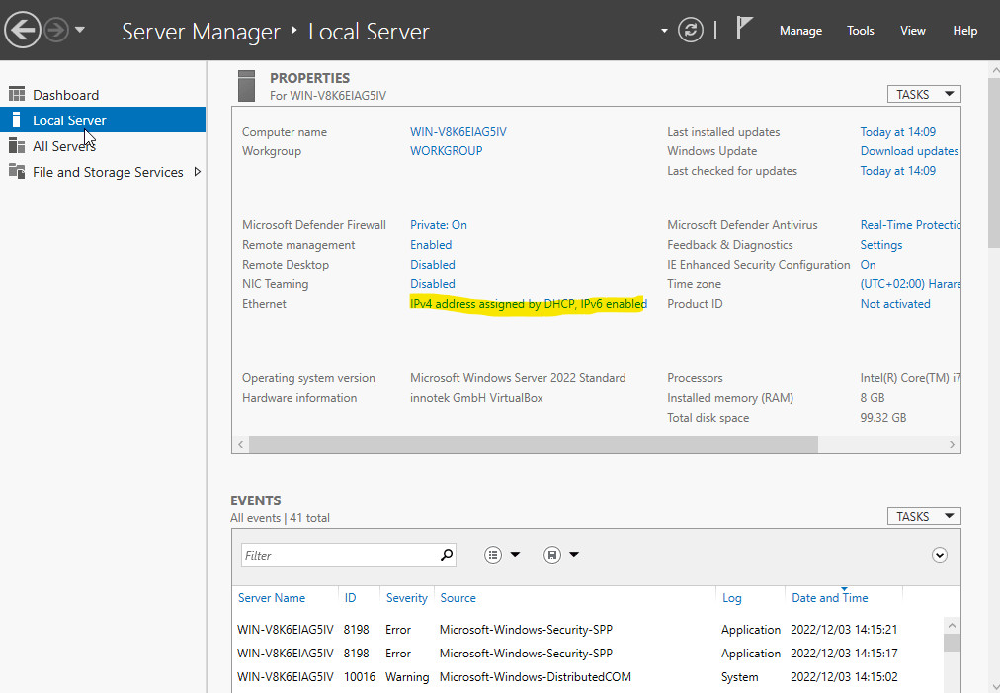 Server Manager ‣ Local Server
Manage Tools View Help
Dashboard
Local Server
All Servers
File and Storage Services
PROPERTIES
For WIN-V8K6EIAG5IV
TASKS
Computer name WIN-V8K6EIAG5IV Last installed updates Today at 14:09
Workgroup WORKGROUP Windows Update Download updates
Last checked for updates Today at 14:09
Microsoft Defender Firewall Private: On Microsoft Defender Antivirus Real-Time Protectic
Remote management Enabled Feedback & Diagnostics Settings
Remote Desktop Disabled IE Enhanced Security Configuration On
NIC Teaming Disabled Time zone (UTC+02:00) Harare
Ethernet IPv4 address assigned by DHCP, IPv6 enabled Product ID Not activated
Operating system version Microsoft Windows Server 2022 Standard Processors Intel(R) Core(TM) i7
Hardware information innotek GmbH VirtualBox Installed memory (RAM) 8 GB
Total disk space 99.32 GB
EVENTS
All events | 41 total
TASKS
Filter
Server Name ID Severity Source Log Date and Time
WIN-V8K6EIAG5IV 8198 Error Microsoft-Windows-Security-SPP Application 2022/12/03 14:15:21
WIN-V8K6EIAG5IV 8198 Error Microsoft-Windows-Security-SPP Application 2022/12/03 14:15:17
WIN-V8K6EIAG5IV 10016 Warning Microsoft-Windows-DistributedCOM System 2022/12/03 14:15:02